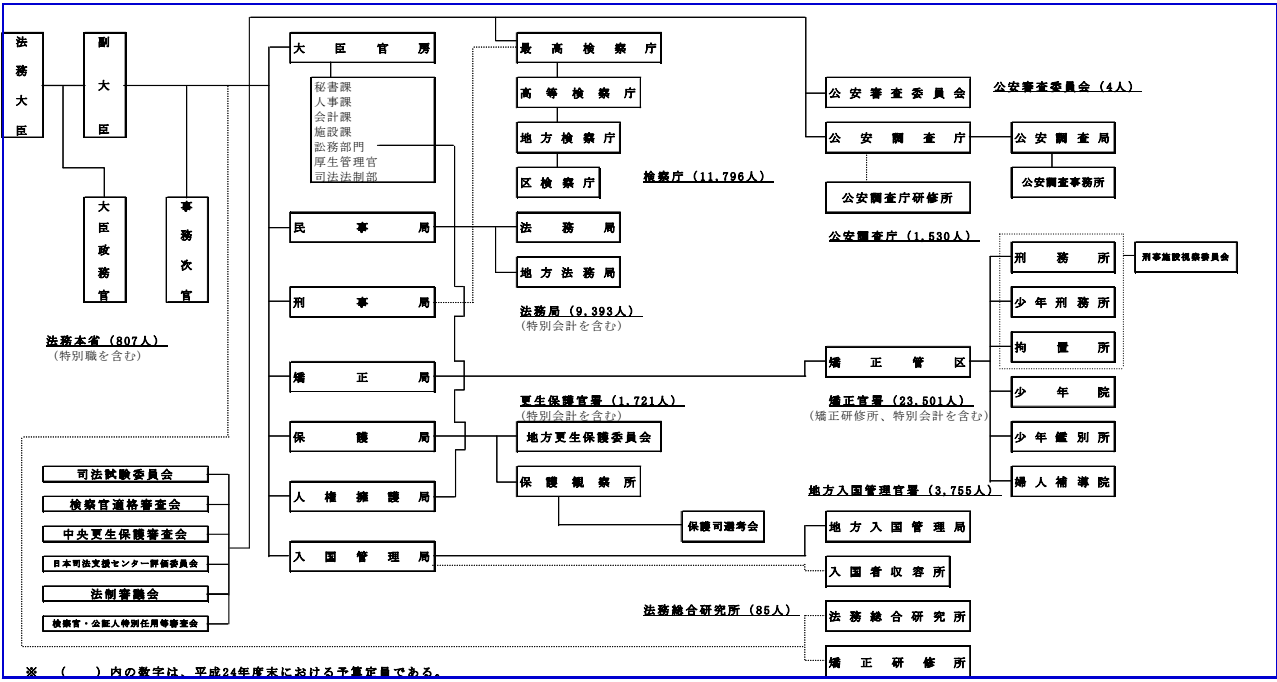 法務大臣
副大臣
大臣政務官
事務次官
法務本省（807人）
（特別職を含む）
司法試験委員会
検察官適格審査会
中央更生保護審査会
日本司法支援センター評価委員会
法制審議会
検察官・公証人特別任用等審査会
大臣官房
秘書課
人事課
会計課
施設課
訟務部門
厚生管理官
司法法制部
民事局
刑事局
矯正局
保護局
人権擁護局
入国管理局
最高検察庁
高等検察庁
地方検察庁
区検察庁
検察庁（11,796人）
法務局
地方法務局
法務局（9,393人）
（特別会計を含む）
更生保護官署（1,721人）
（特別会計を含む）
地方更生保護委員会
保護観察所
保護司選考会
公安審査委員会
公安審査委員会（4人）
公安調査庁
公安調査局
公安調査庁研修所
公安調査事務所
公安調査庁（1,530人）
矯正管区
矯正官署（23,501人）
（矯正研修所、特別会計を含む）
刑務所
刑事施設視察委員会
少年刑務所
拘置所
少年院
少年鑑別所
婦人補導院
地方入国管理官署（3,755人）
地方入国管理局
入国者収容所
法務総合研究所（85人）
法務総合研究所
矯正研修所
※　（　　）内の数字は、平成24年度末における予算定員である。